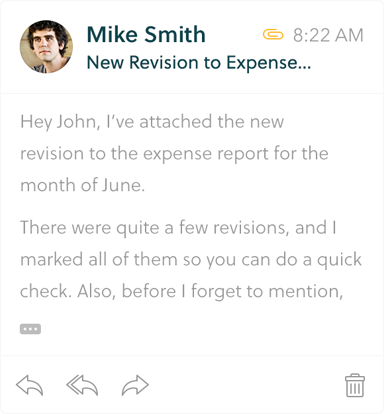 Mike Smith
8:22 AM
New Revision to Expense...
Hey John, I’ve attached the new
revision to the expense report for the
month of June.
There were quite a few revisions, and I
marked all of them so you can do a quick
check. Also, before I forget to mention,